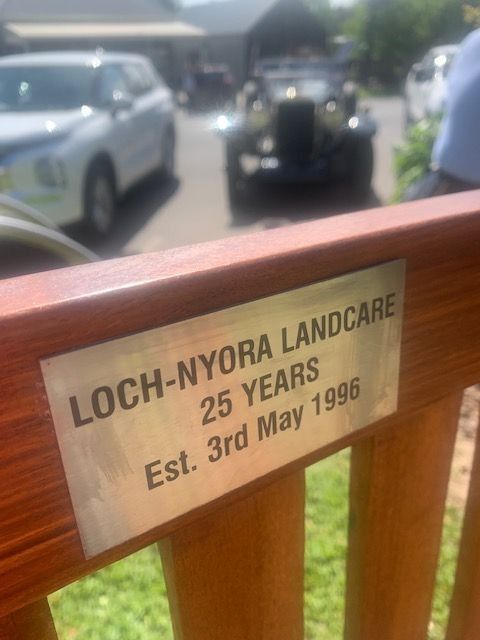 LOCH-NYORA LANDCARE
25 YEARS
Est. 3rd May 1996